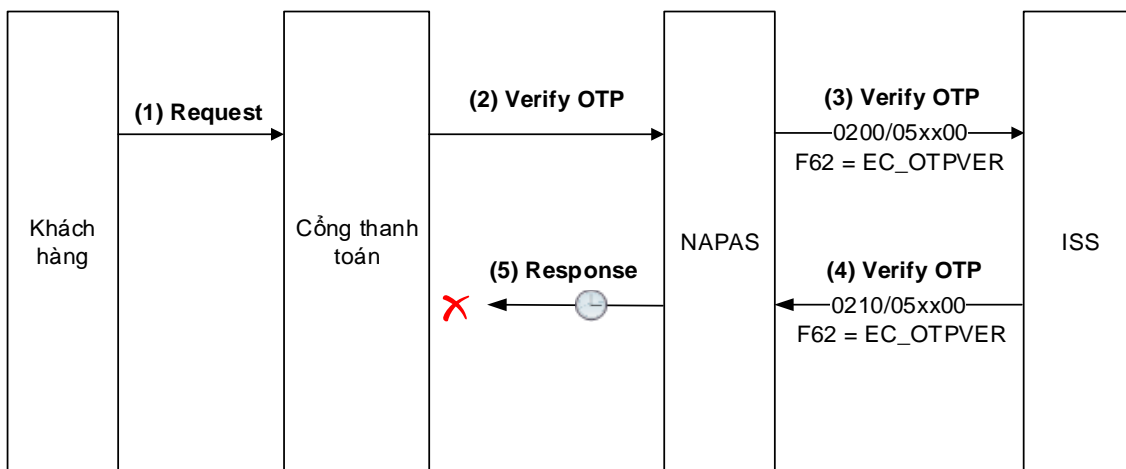 (1) Request
(2) Verify OTP
(3) Verify OTP
0200/05xx00
F62 = EC_OTPVER
Khách
hàng
Cổng thanh
toán
NAPAS
ISS
(5) Response
(4) Verify OTP
0210/05xx00
F62 = EC_OTPVER